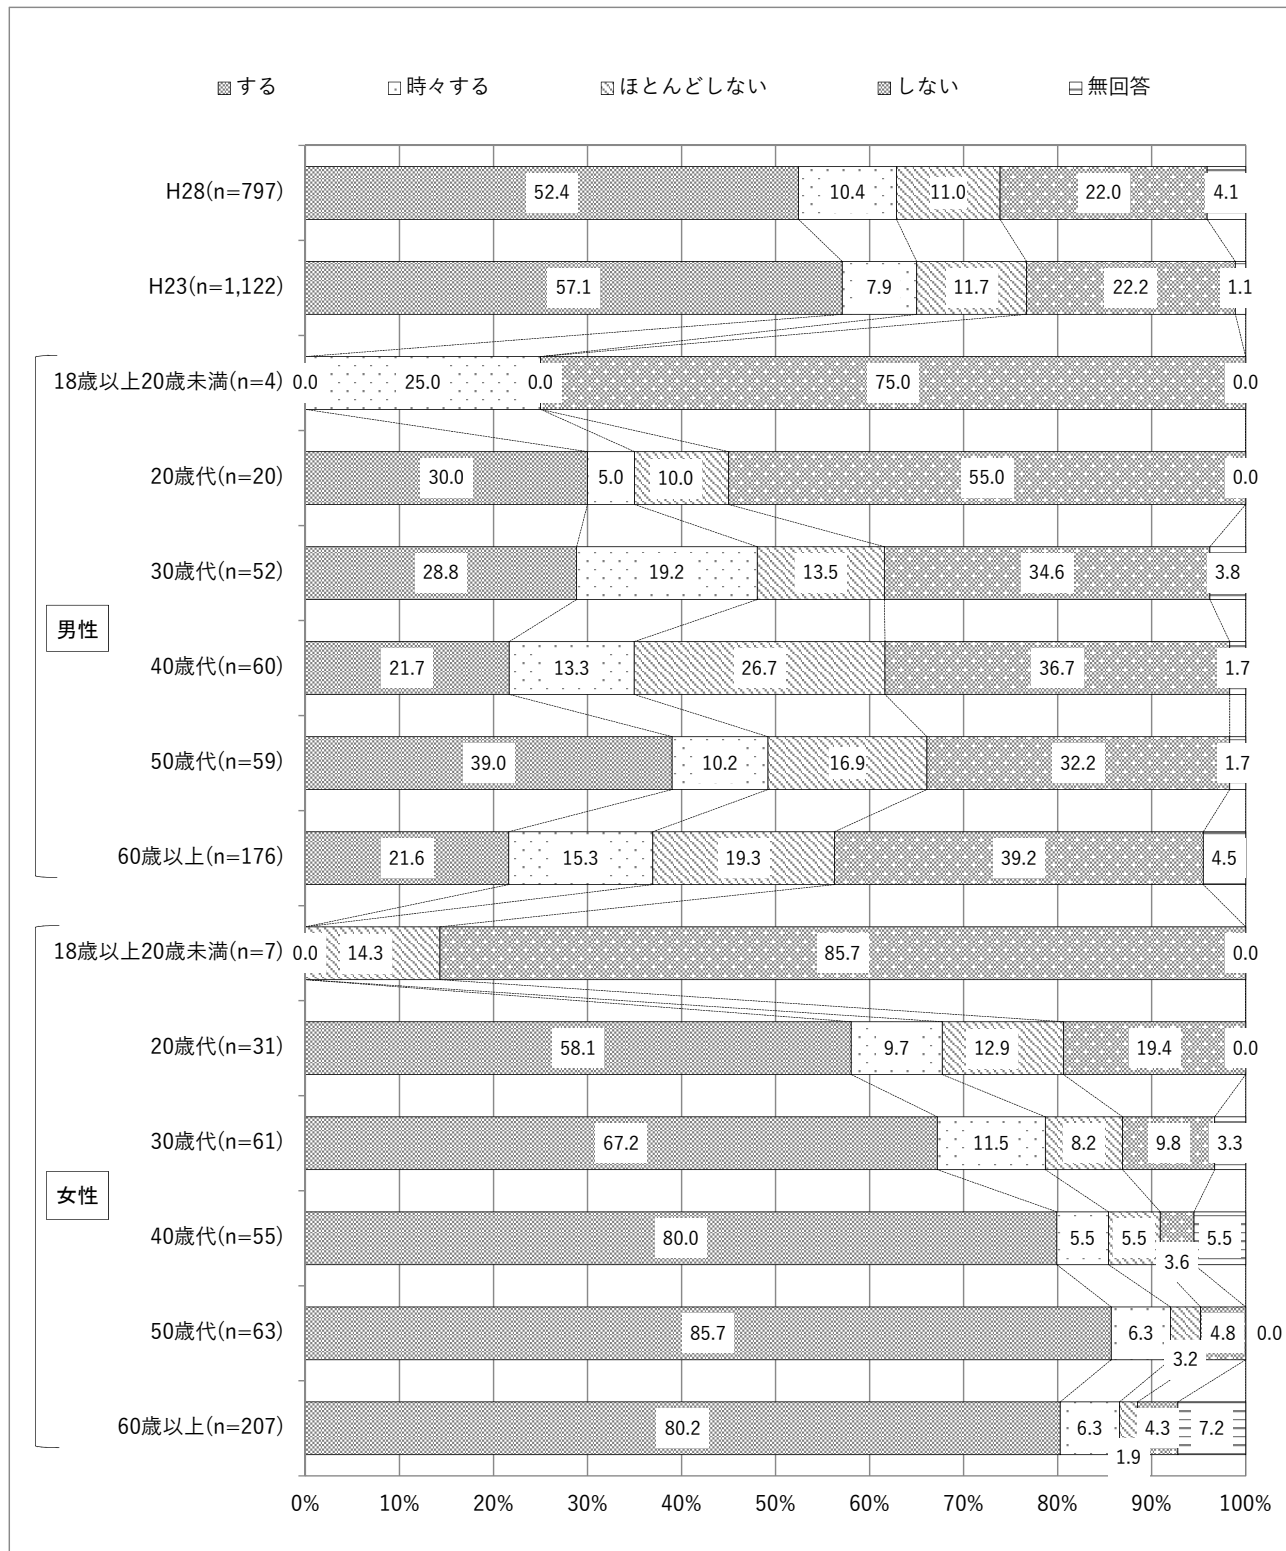 する 時々する ほとんどしない しない 無回答
H28(n=797) 52.4 10.4 11.0 22.0 4.1
H23(n=1,122) 57.1 7.9 11.7 22.2 1.1
18歳以上20歳未満(n=4) 0.0 25.0 0.0 75.0 0.0
20歳代(n=20) 30.0 5.0 10.0 55.0 0.0
30歳代(n=52) 28.8 19.2 13.5 34.6 3.8
男性
40歳代(n=60) 21.7 13.3 26.7 36.7 1.7
50歳代(n=59) 39.0 10.2 16.9 32.2 1.7
60歳以上(n=176) 21.6 15.3 19.3 39.2 4.5
18歳以上20歳未満(n=7) 0.0 14.3 85.7 0.0
20歳代(n=31) 58.1 9.7 12.9 19.4 0.0
30歳代(n=61) 67.2 11.5 8.2 9.8 3.3
女性
40歳代(n=55) 80.0 5.5 5.5 3.6 5.5
50歳代(n=63) 85.7 6.3 3.2 4.8 0.0
60歳以上(n=207) 80.2 6.3 1.9 4.3 7.2
0% 10% 20% 30% 40% 50% 60% 70% 80% 90% 100%